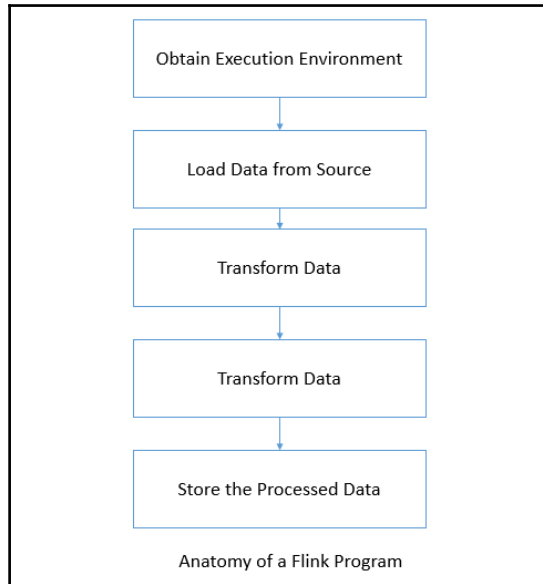 Obtain Execution Environment
Load Data from Source
Transform Data
Transform Data
Store the Processed Data
Anatomy of a Flink Program